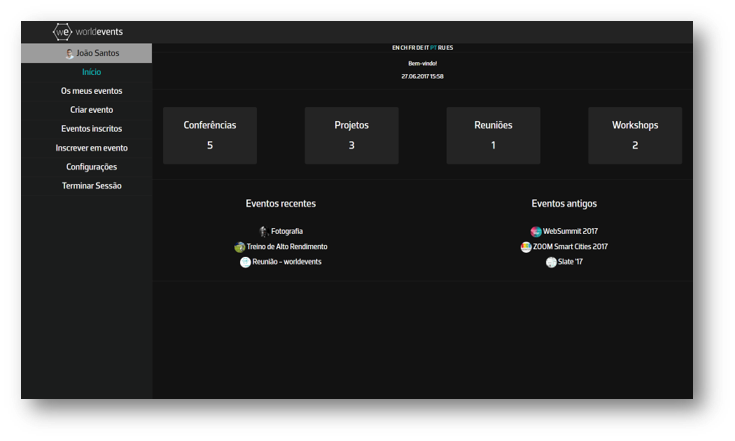 we worldevents
João Santos
Início
Os meus eventos
Criar evento
Eventos inscritos
Inscrever em evento
Configurações
Terminar Sessão
EN CH FR DE IT PT RU ES
Bem-vindo!
27.06.2017 15:58
Conferências
5
Projetos
3
Reuniões
1
Workshops
2
Eventos recentes
Fotografia
Treino de Alto Rendimento
Reunião - worldevents
Eventos antigos
WebSummit 2017
ZOOM Smart Cities 2017
Slate '17